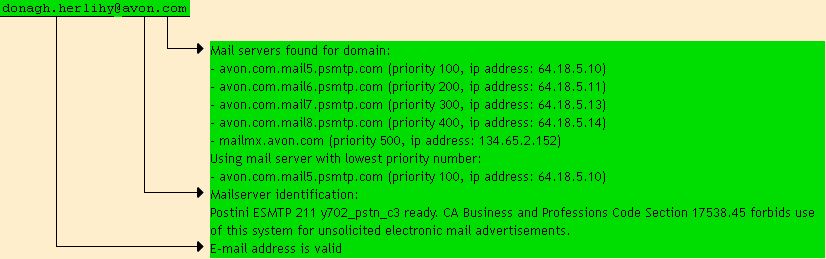 donagh.herlihy@avon.com
Mail servers found for domain:
- avon.com.mail5.psmtp.com (priority 100, ip address: 64.18.5.10)
- avon.com.mail6.psmtp.com (priority 200, ip address: 64.18.5.11)
- avon.com.mail7.psmtp.com (priority 300, ip address: 64.18.5.13)
- avon.com.mail8.psmtp.com (priority 400, ip address: 64.18.5.14)
- mailmx.avon.com (priority 500, ip address: 134.65.2.152)
Using mail server with lowest priority number:
- avon.com.mail5.psmtp.com (priority 100, ip address: 64.18.5.10)
Mailserver identification:
Postini ESMTP 211 y702_pstn_c3 ready. CA Business and Professions Code Section 17538.45 forbids use
of this system for unsolicited electronic mail advertisements.
E-mail address is valid